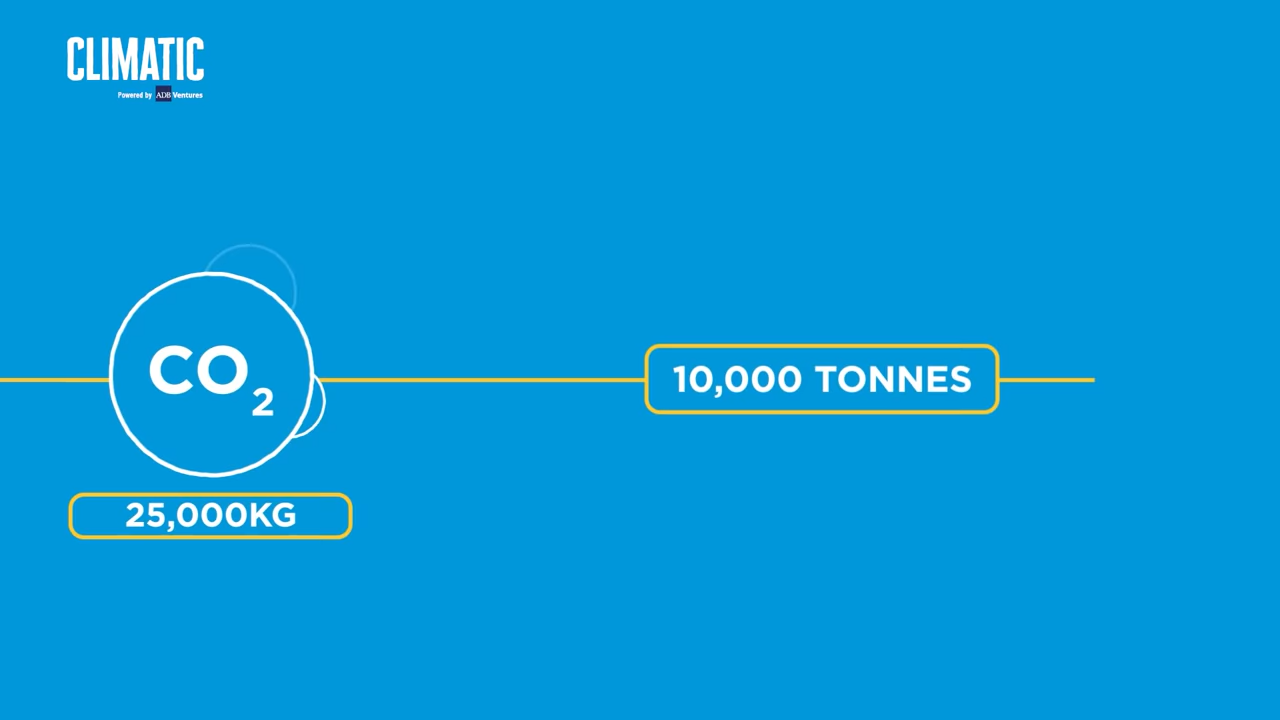 CLIMATIC
Powered by ADB Ventures
CO2
10,000 TONNES
25,000KG